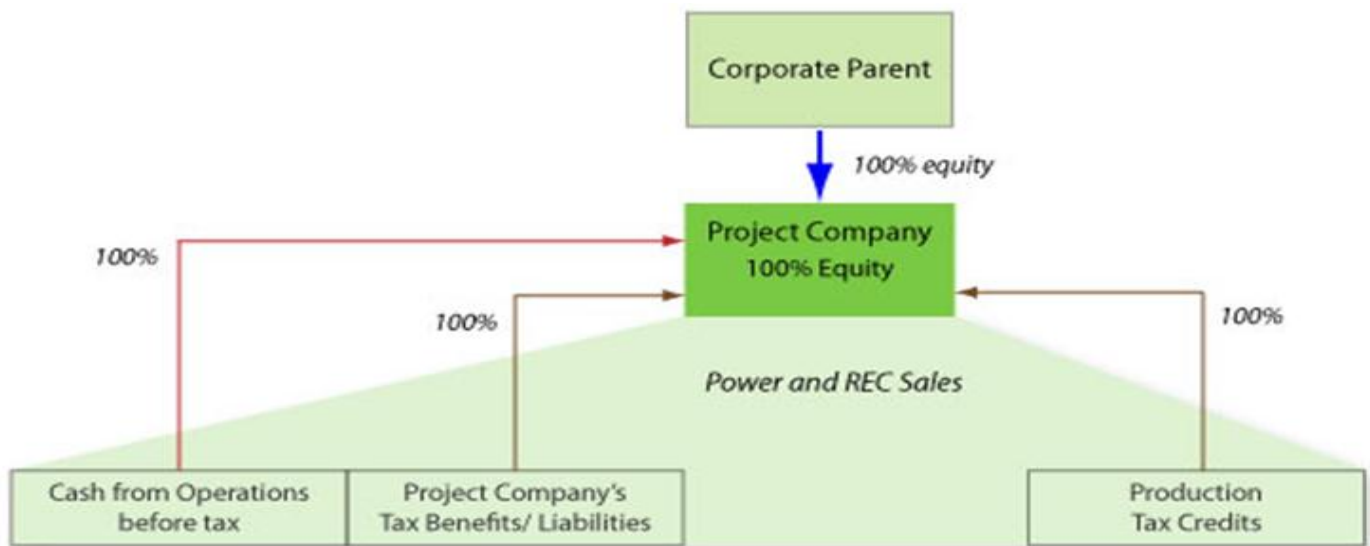 Corporate Parent
100% equity
Project Company
100% Equity
100%
100%
100%
Power and REC Sales
Cash from Operations
before tax
Project Company's
Tax Benefits/ Liabilities
Production
Tax Credits